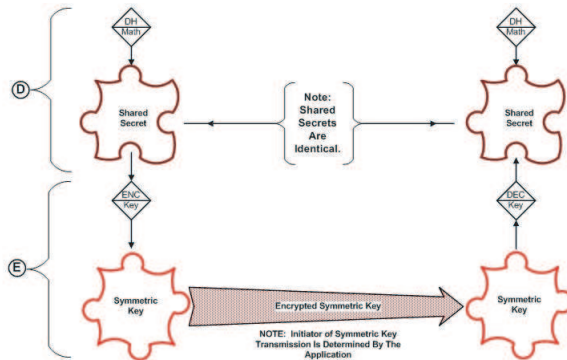 DH
Math
DH
Math
D
Shared
Secret
Note:
Shared
Secrets
Are
Identical.
Shared
Secret
ENC
Key
DEC
Key
E
Symmetric
Key
Encrypted Symmetric Key
Symmetric
Key
NOTE: Initiator of Symmetric Key
Transmission Is Determined By The
Application